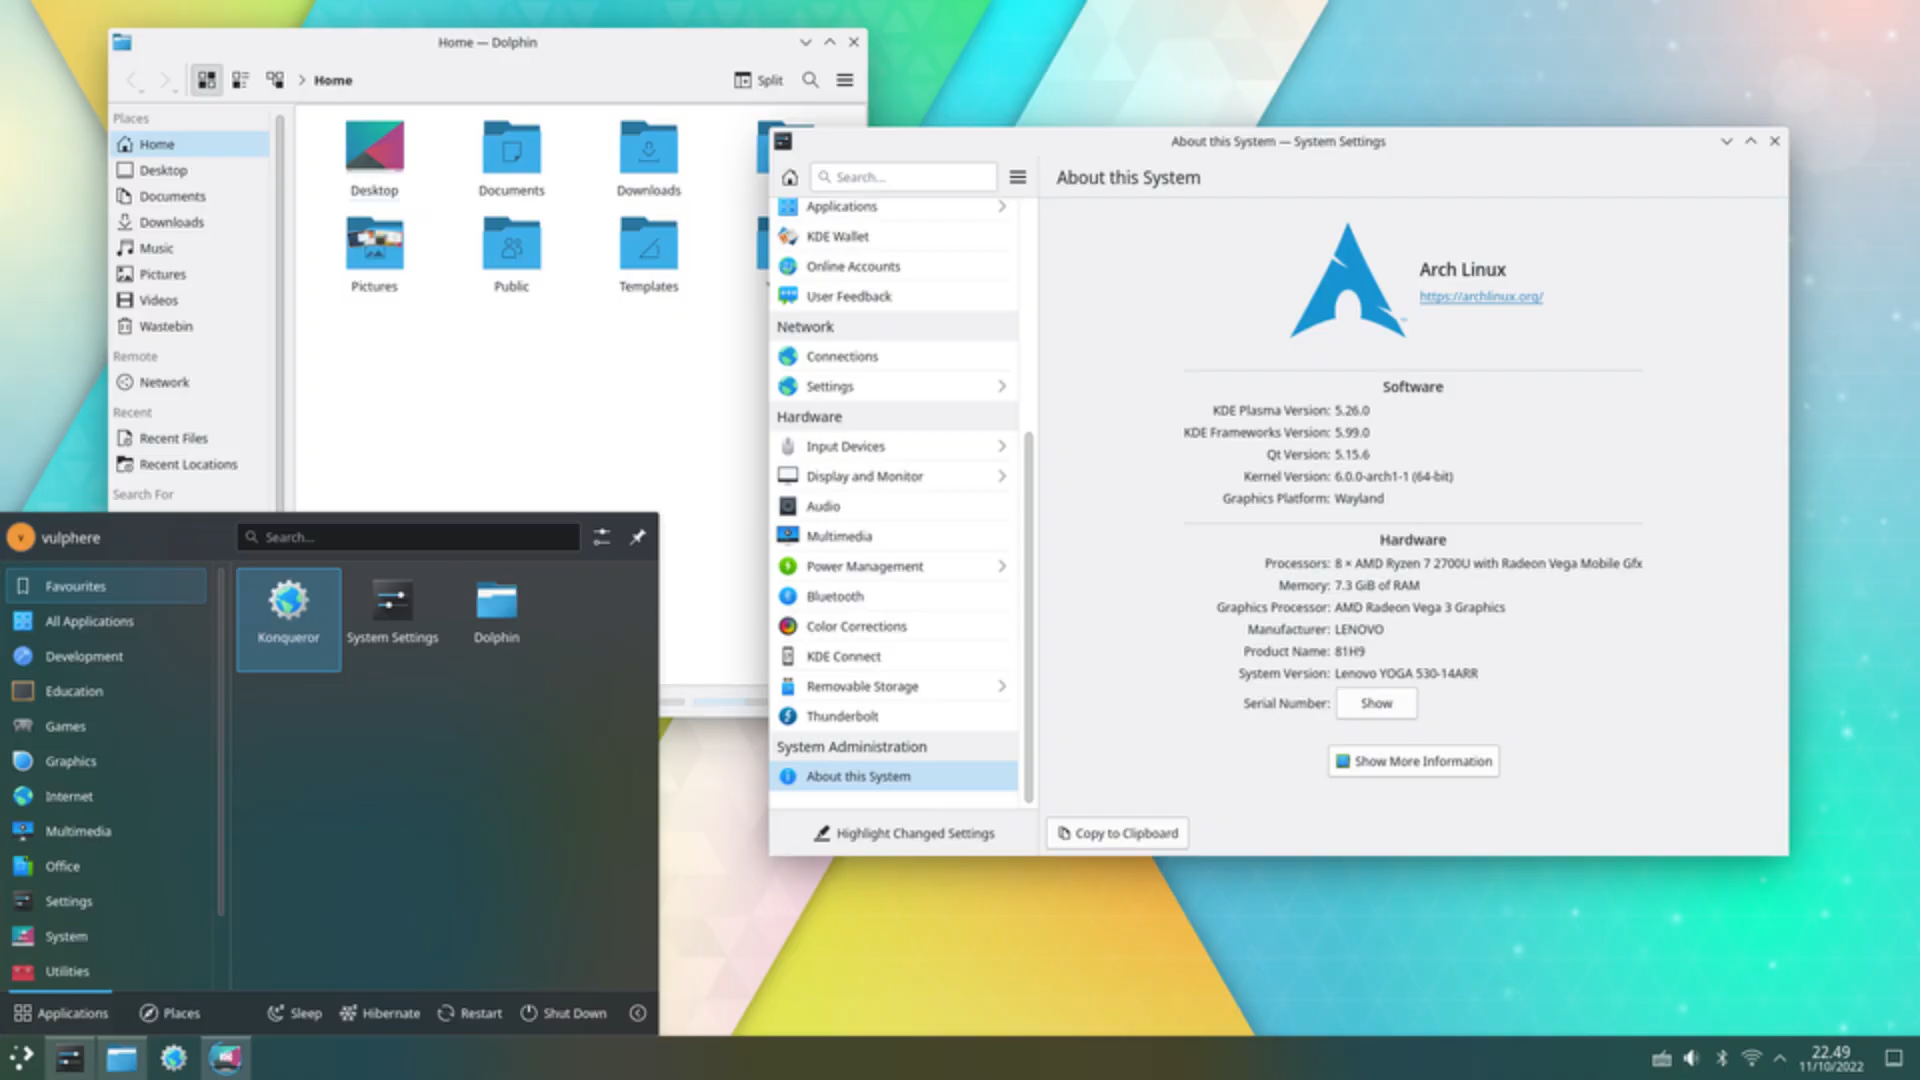 Home — Dolphin
Home
Split
Places
Home
Desktop
Documents
Downloads
Music
Pictures
Videos
Wastebin
Remote
Network
Recent
Recent Files
Recent Locations
Search For
Desktop
Documents
Downloads
Pictures
Public
Templates
About this System — System Settings
Search...
About this System
Applications
KDE Wallet
Online Accounts
User Feedback
Network
Connections
Settings
Hardware
Input Devices
Display and Monitor
Audio
Multimedia
Power Management
Bluetooth
Color Corrections
KDE Connect
Removable Storage
Thunderbolt
System Administration
About this System
Highlight Changed Settings
Arch Linux
https://archlinux.org/
Software
KDE Plasma Version: 5.26.0
KDE Frameworks Version: 5.99.0
Qt Version: 5.15.6
Kernel Version: 6.0.0-arch1-1 (64-bit)
Graphics Platform: Wayland
Hardware
Processors: 8 × AMD Ryzen 7 2700U with Radeon Vega Mobile Gfx
Memory: 7.3 GiB of RAM
Graphics Processor: AMD Radeon Vega 3 Graphics
Manufacturer: LENOVO
Product Name: 81H9
System Version: Lenovo YOGA 530-14ARR
Serial Number: Show
Show More Information
Copy to Clipboard
v vulphere
Search...
Favourites
All Applications
Development
Education
Games
Graphics
Internet
Multimedia
Office
Settings
System
Utilities
Konqueror
System Settings
Dolphin
Applications
Places
Sleep
Hibernate
Restart
Shut Down
22.49
11/10/2022